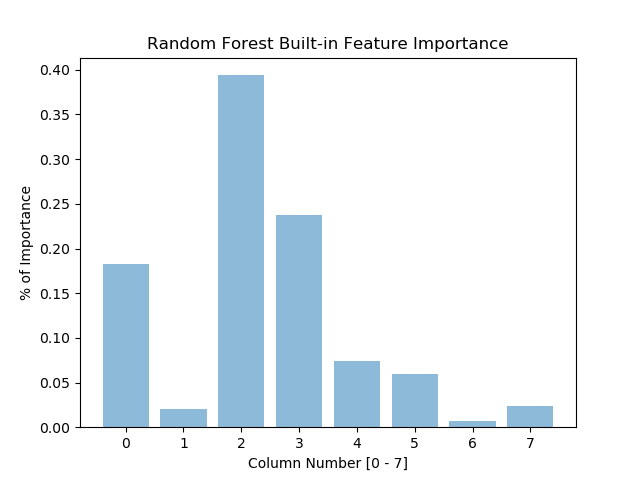 Random Forest Built-in Feature Importance
0.40
0.35
0.30
0.25
0.20
0.15
0.10
0.05
0.00
% of Importance
0 1 2 3 4 5 6 7
Column Number [0 - 7]